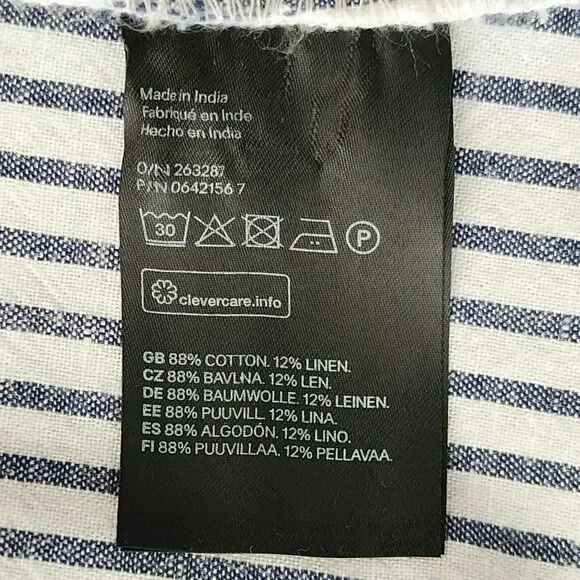 Made in India
Fabriqué en Inde
Hecho en India
O/N 263287
P/N 0642156 7
30
P
clevercare.info
GB 88% COTTON. 12% LINEN.
CZ 88% BAVLNA. 12% LEN.
DE 88% BAUMWOLLE. 12% LEINEN.
EE 88% PUUVILL. 12% LINA.
ES 88% ALGODÓN. 12% LINO.
FI 88% PUUVILLAA. 12% PELLAVAA.